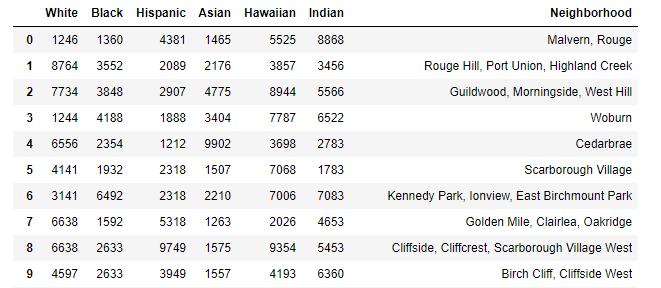 White Black Hispanic Asian Hawaiian Indian Neighborhood
0 1246 1360 4381 1465 5525 8868 Malvern, Rouge
1 8764 3552 2089 2176 3857 3456 Rouge Hill, Port Union, Highland Creek
2 7734 3848 2907 4775 8944 5566 Guildwood, Morningside, West Hill
3 1244 4188 1888 3404 7787 6522 Woburn
4 6556 2354 1212 9902 3698 2783 Cedarbrae
5 4141 1932 2318 1507 7068 1783 Scarborough Village
6 3141 6492 2318 2210 7006 7083 Kennedy Park, Ionview, East Birchmount Park
7 6638 1592 5318 1263 2026 4653 Golden Mile, Clairlea, Oakridge
8 6638 2633 9749 1575 9354 5453 Cliffside, Cliffcrest, Scarborough Village West
9 4597 2633 3949 1557 4193 6360 Birch Cliff, Cliffside West